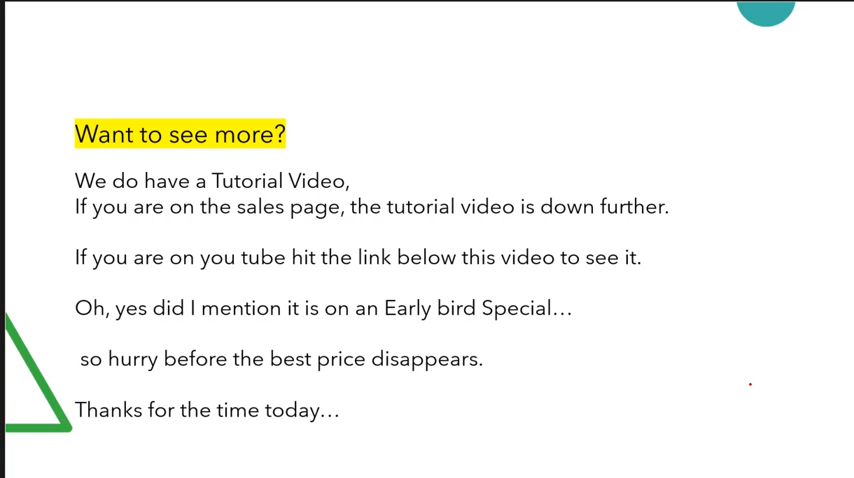 Want to see more?
We do have a Tutorial Video,
If you are on the sales page, the tutorial video is down further.
If you are on you tube hit the link below this video to see it.
Oh, yes did I mention it is on an Early bird Special…
so hurry before the best price disappears.
Thanks for the time today…